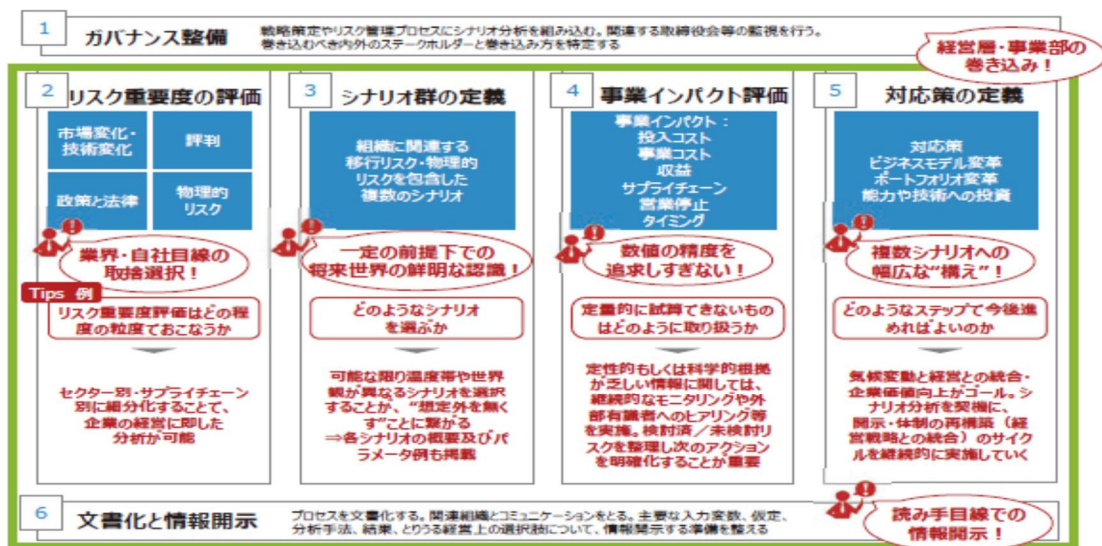 1
ガバナンス整備
戦略策定やリスク管理プロセスにシナリオ分析を組み込む。関連する取締役会等の監視を行う。
巻き込むべき内外のステークホルダーと巻き込み方を特定する
経営層・事業部の
巻き込み！
2
リスク重要度の評価
市場変化・
技術変化
評判
政策と法律
物理的
リスク
業界・自社目線の
取捨選択！
Tips 例
リスク重要度評価はどの程
度の粒度でおこなうか
セクター別・サプライチェーン
別に細分化することで、
企業の経営に即した
分析が可能
3
シナリオ群の定義
組織に関連する
移行リスク・物理的
リスクを包含した
複数のシナリオ
一定の前提下での
将来世界の鮮明な認識！
どのようなシナリオ
を選ぶか
可能な限り温度帯や世界
観が異なるシナリオを選択
することが、“想定外を無く
す”ことに繋がる
⇒各シナリオの概要及びパ
ラメータ例も掲載
4
事業インパクト評価
事業インパクト：
投入コスト
事業コスト
収益
サプライチェーン
営業停止
タイミング
数値の精度を
追求しすぎない！
定量的に試算できないもの
はどのように取り扱うか
定性的もしくは科学的根拠
が乏しい情報に関しては、
継続的なモニタリングや外
部有識者へのヒアリング等
を実施。検討済／未検討リ
スクを整理し次のアクション
を明確化することが重要
5
対応策の定義
対応策
ビジネスモデル変革
ポートフォリオ変革
能力や技術への投資
複数シナリオへの
幅広な“構え”！
どのようなステップで今後進
めればよいのか
気候変動と経営との統合・
企業価値向上がゴール。シ
ナリオ分析を契機に、
開示・体制の再構築（経
営戦略との統合）のサイク
ルを継続的に実施していく
6
文書化と情報開示
プロセスを文書化する。関連組織とコミュニケーションをとる。主要な入力変数、仮定、
分析手法、結果、とりうる経営上の選択肢について、情報開示する準備を整える
読み手目線での
情報開示！